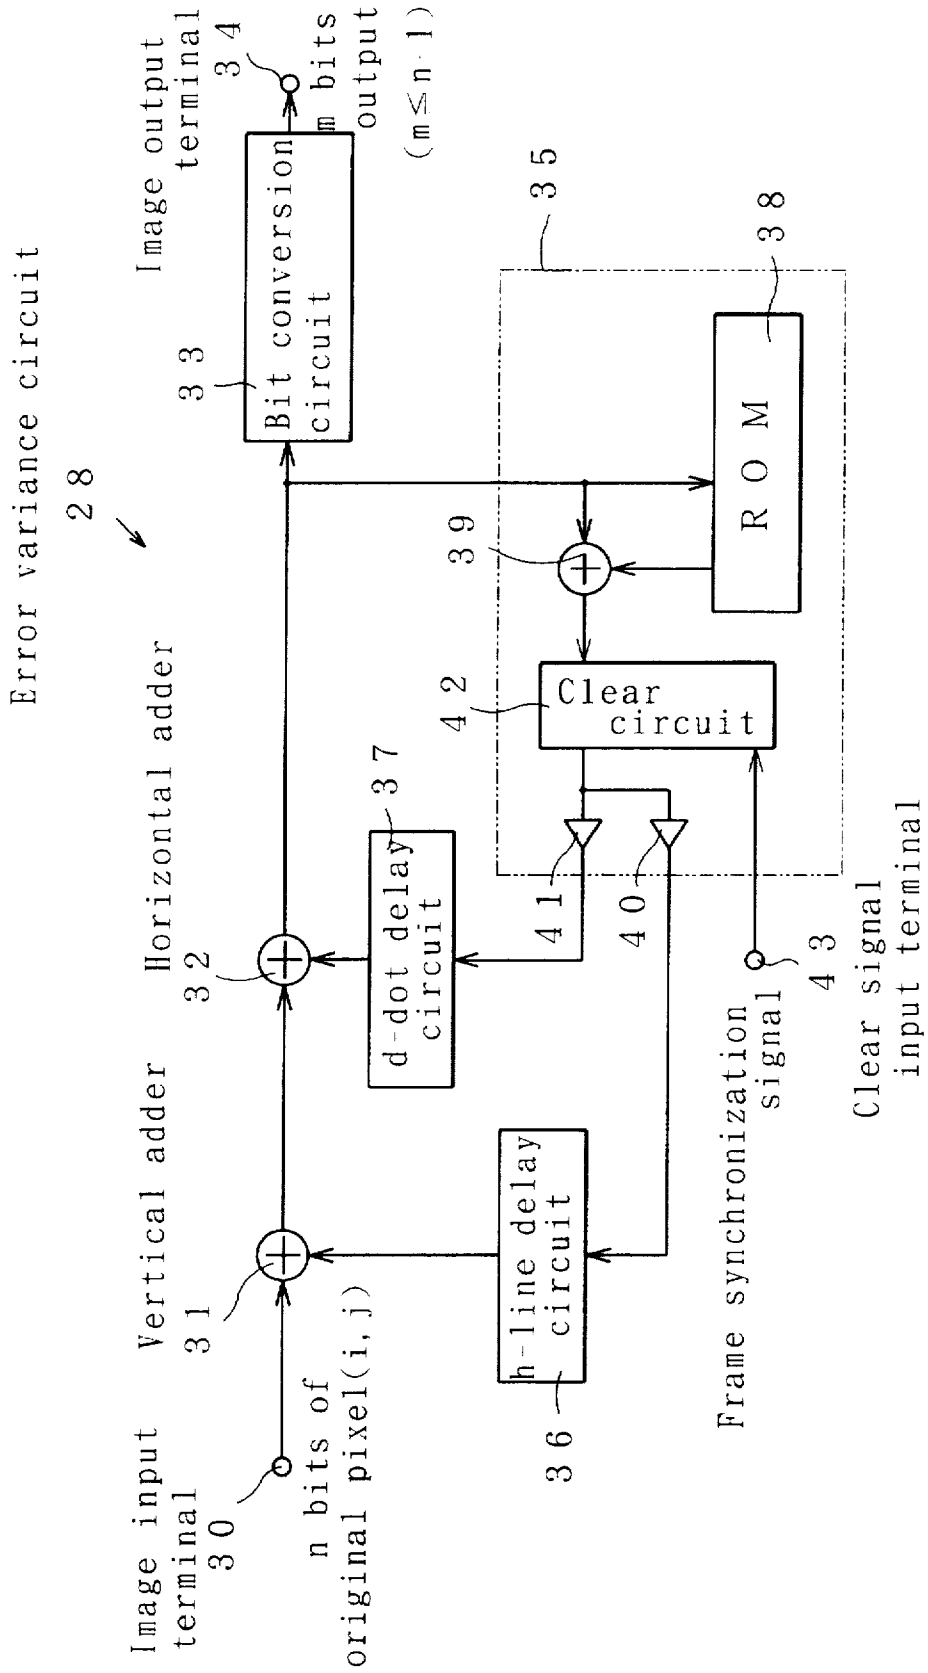 Error variance circuit
28
Image input
terminal
30
n bits of
original pixel(i,j)
Vertical adder
31
Horizontal adder
32
33
Bit conversion
circuit
Image output
terminal
34
m bits
output
(m≤n-1)
h-line delay
circuit
36
d-dot delay
circuit
37
35
39
ROM
38
42
Clear
circuit
41
40
Frame synchronization
signal
43
Clear signal
input terminal